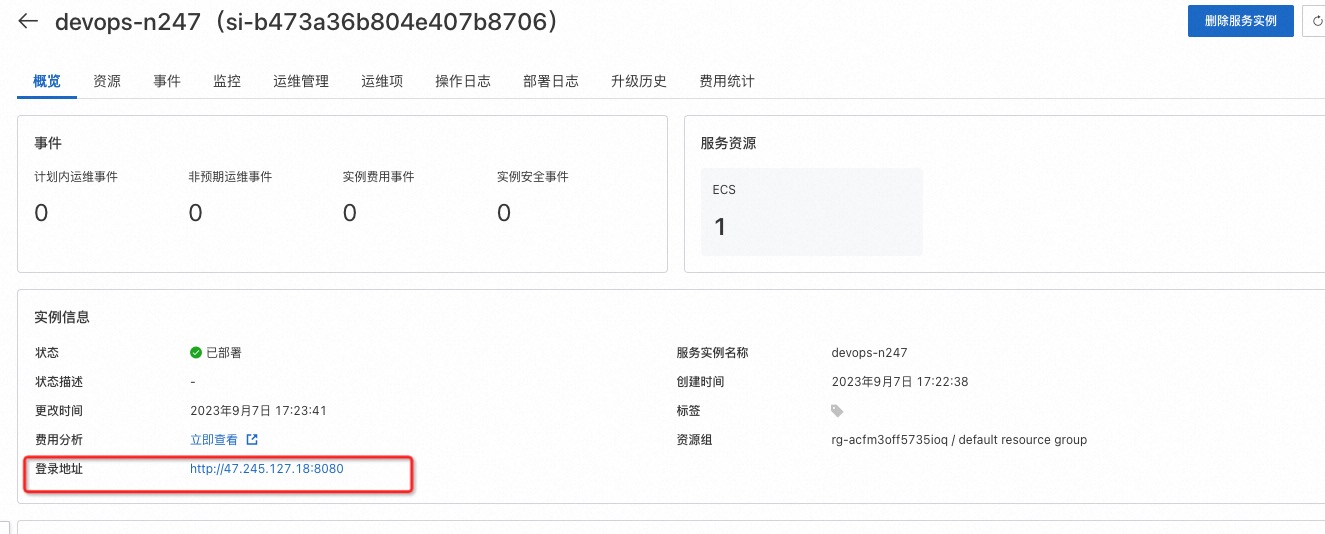 devops-n247（si-b473a36b804e407b8706）
删除服务实例
概览 资源 事件 监控 运维管理 运维项 操作日志 部署日志 升级历史 费用统计
事件
计划内运维事件 非预期运维事件 实例费用事件 实例安全事件
0 0 0 0
服务资源
ECS
1
实例信息
状态 已部署 服务实例名称 devops-n247
状态描述 - 创建时间 2023年9月7日 17:22:38
更改时间 2023年9月7日 17:23:41 标签
费用分析 立即查看 资源组 rg-acfm3off5735ioq / default resource group
登录地址 http://47.245.127.18:8080